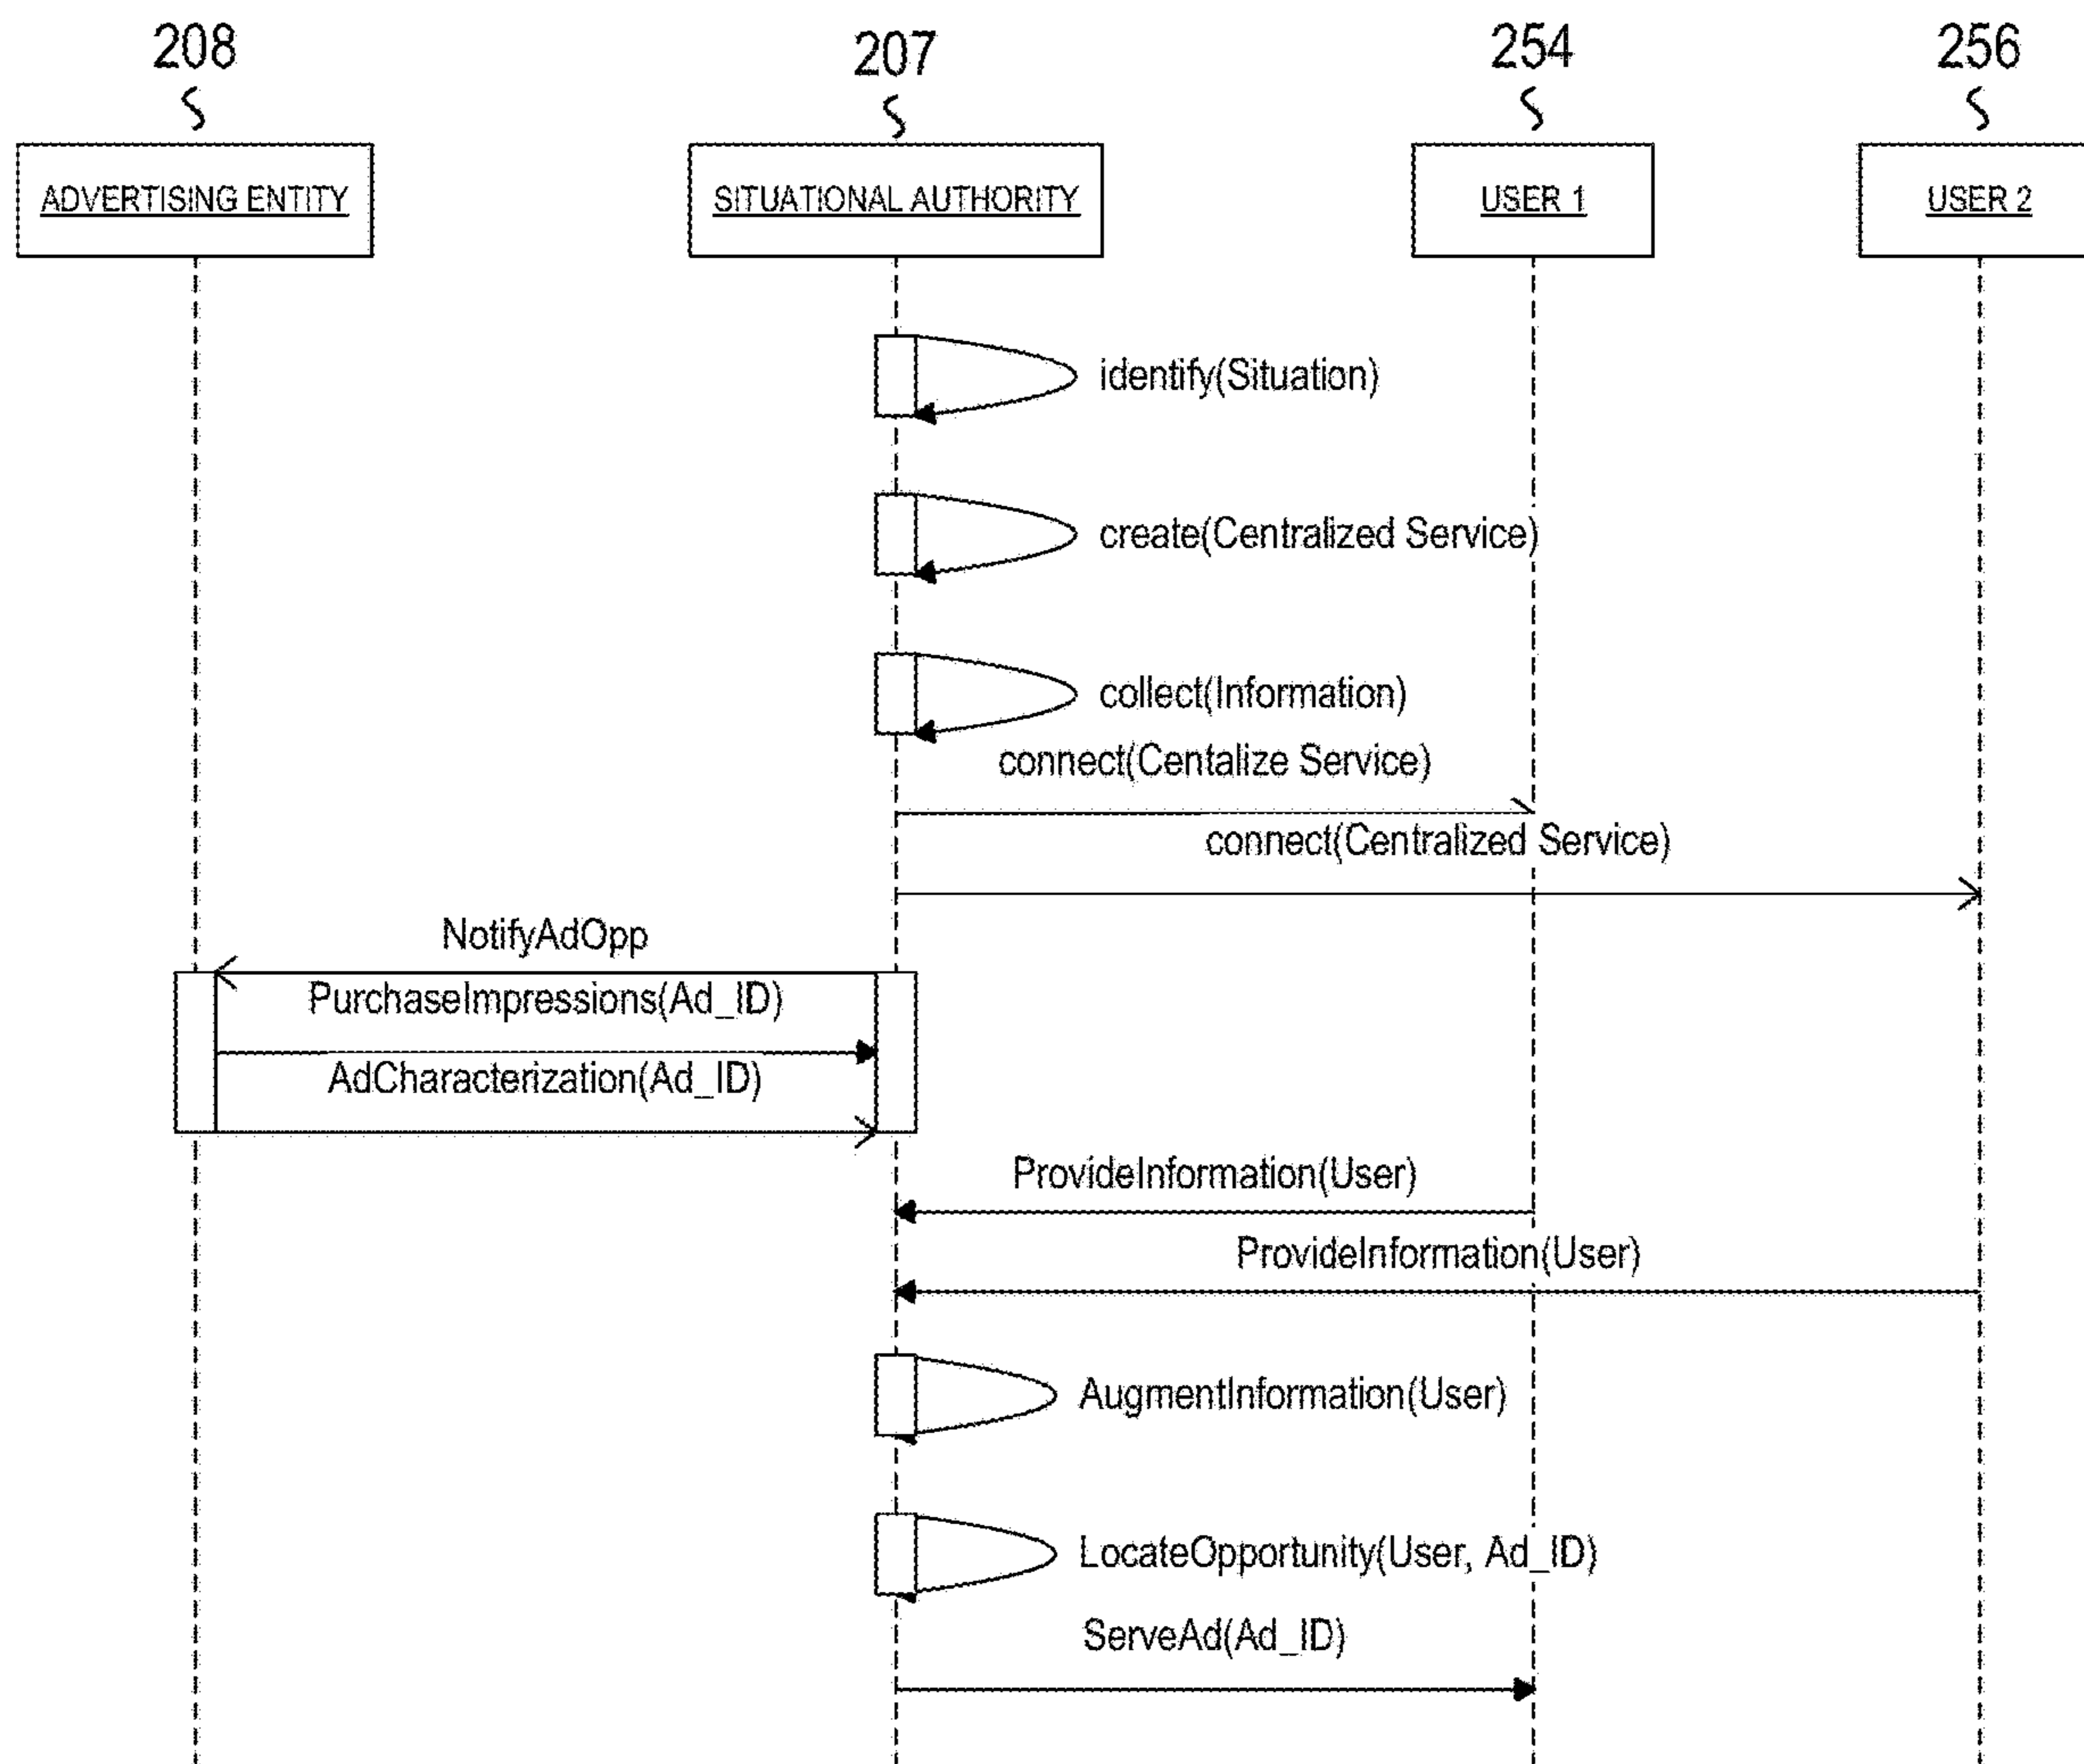 208
207
254
256
ADVERTISING ENTITY
SITUATIONAL AUTHORITY
USER 1
USER 2
identify(Situation)
create(Centralized Service)
collect(Information)
connect(Centalize Service)
connect(Centralized Service)
NotifyAdOpp
PurchaseImpressions(Ad_ID)
AdCharacterization(Ad_ID)
ProvideInformation(User)
ProvideInformation(User)
AugmentInformation(User)
LocateOpportunity(User, Ad_ID)
ServeAd(Ad_ID)